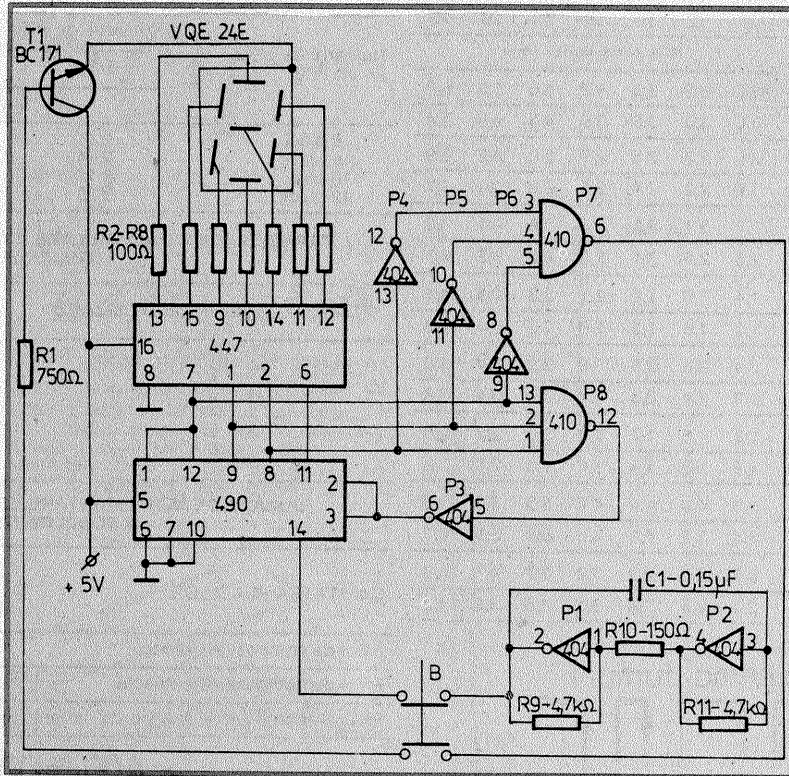 T1
BC 171
VQE 24E
R2-R8
100Ω
13 15 9 10 14 11 12
16 447
8 7 1 2 6
R1
750Ω
1 12 9 8 11
5 490 2
3
6 7 10 14
+ 5V
P4 P5 P6 P7
3
4 410 6
5
12
404
13
10
404
11
8
404
9
P8
13
2 410 12
1
P3
6 404 5
C1-0,15µF
P1
2 404 1
R10-150Ω
P2
4 404 3
R9-4,7kΩ
R11-4,7kΩ
B